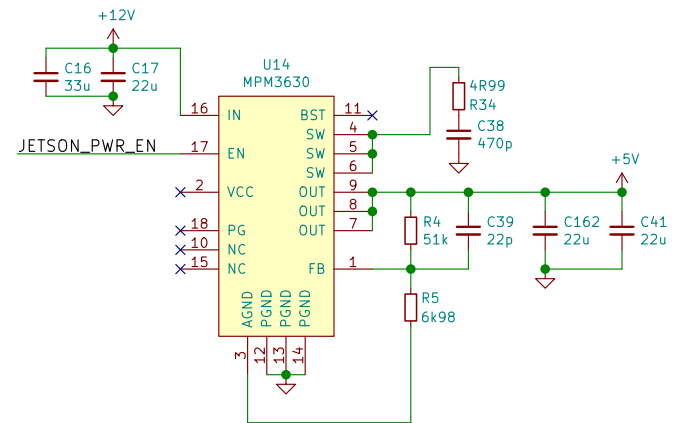 +12V
C16
33u
C17
22u
U14
MPM3630
4R99
R34
C38
470p
JETSON_PWR_EN
16 IN
17 EN
2 VCC
18 PG
10 NC
15 NC
BST 11
SW 4
SW 5
SW 6
OUT 9
OUT 8
OUT 7
FB 1
+5V
R4
51k
C39
22p
C162
22u
C41
22u
R5
6k98
AGND 3
PGND 12
PGND 13
PGND 14